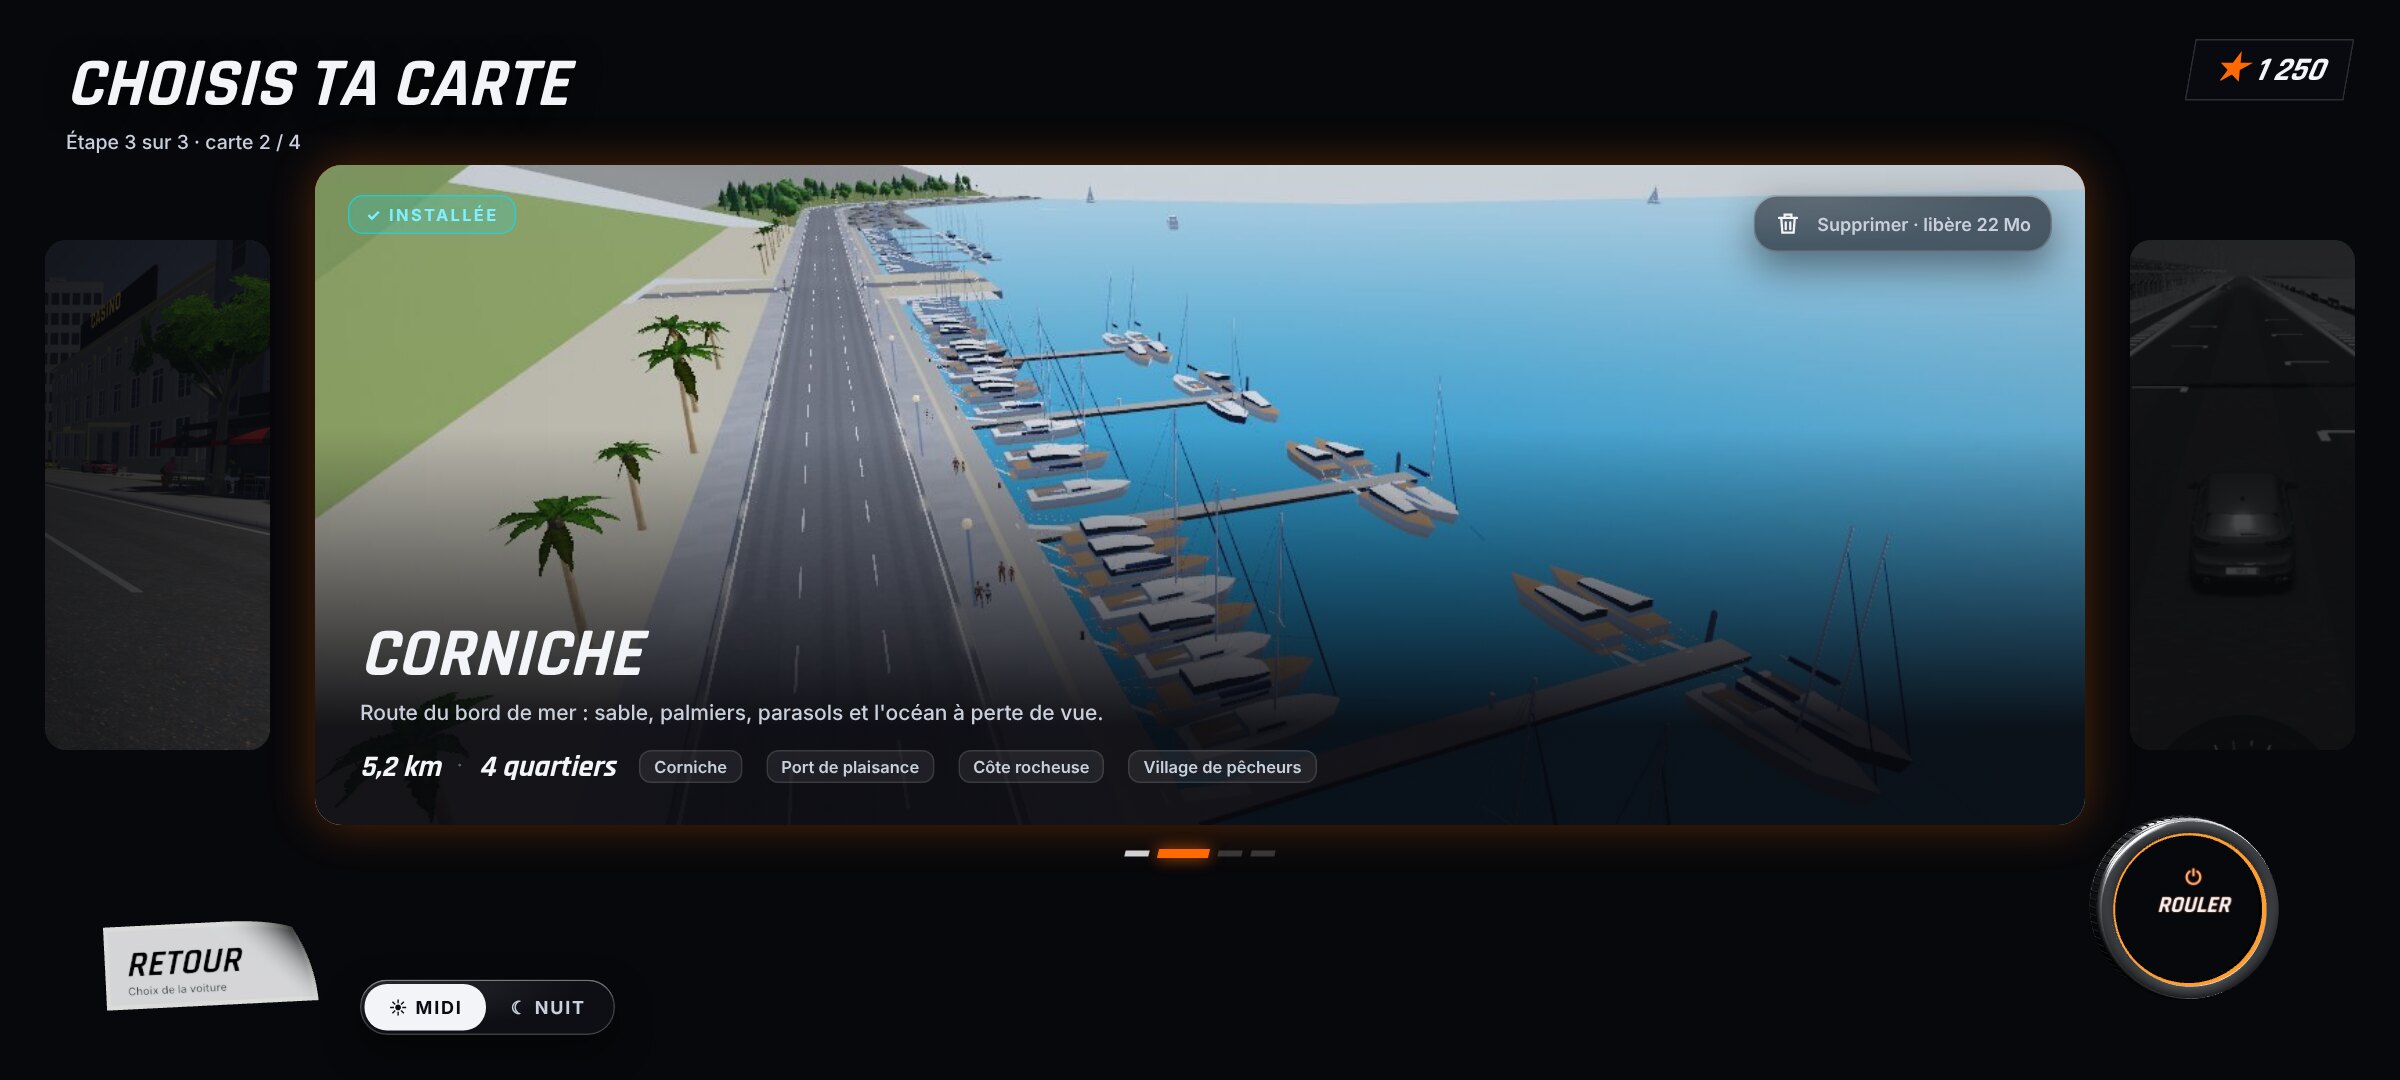 CHOISIS TA CARTE
1 250
Étape 3 sur 3 · carte 2 / 4
✓ INSTALLÉE
Supprimer · libère 22 Mo
CASINO
CORNICHE
Route du bord de mer : sable, palmiers, parasols et l'océan à perte de vue.
5,2 km · 4 quartiers Corniche Port de plaisance Côte rocheuse Village de pêcheurs
ROULER
RETOUR
Choix de la voiture
MIDI NUIT